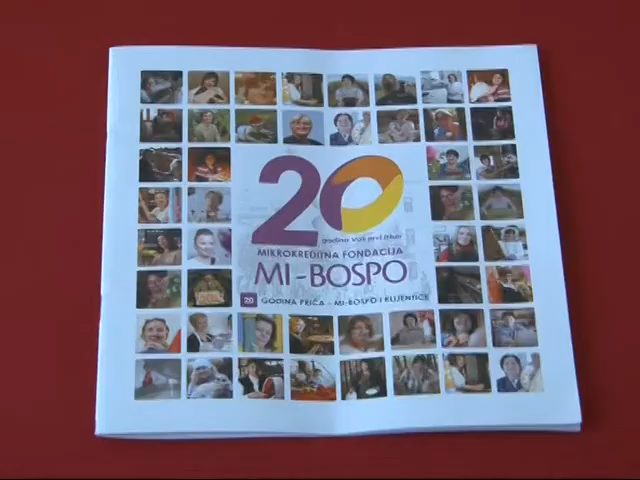 20
godina Vaš prvi izbor
MIKROKREDITNA FONDACIJA
MI-BOSPO
20 GODINA PRIČA - MI-BOSPO I KLIJENTICE